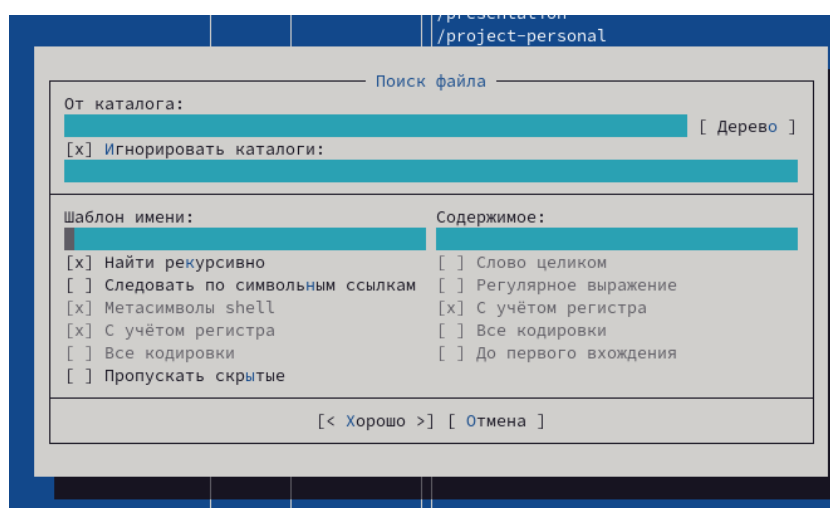 /presentation
/project-personal
Поиск файла
От каталога:
[ Дерево ]
[x] Игнорировать каталоги:
Шаблон имени:
Содержимое:
[x] Найти рекурсивно
[ ] Слово целиком
[ ] Следовать по символьным ссылкам
[ ] Регулярное выражение
[x] Метасимволы shell
[x] С учётом регистра
[x] С учётом регистра
[ ] Все кодировки
[ ] Все кодировки
[ ] До первого вхождения
[ ] Пропускать скрытые
[< Хорошо >] [ Отмена ]